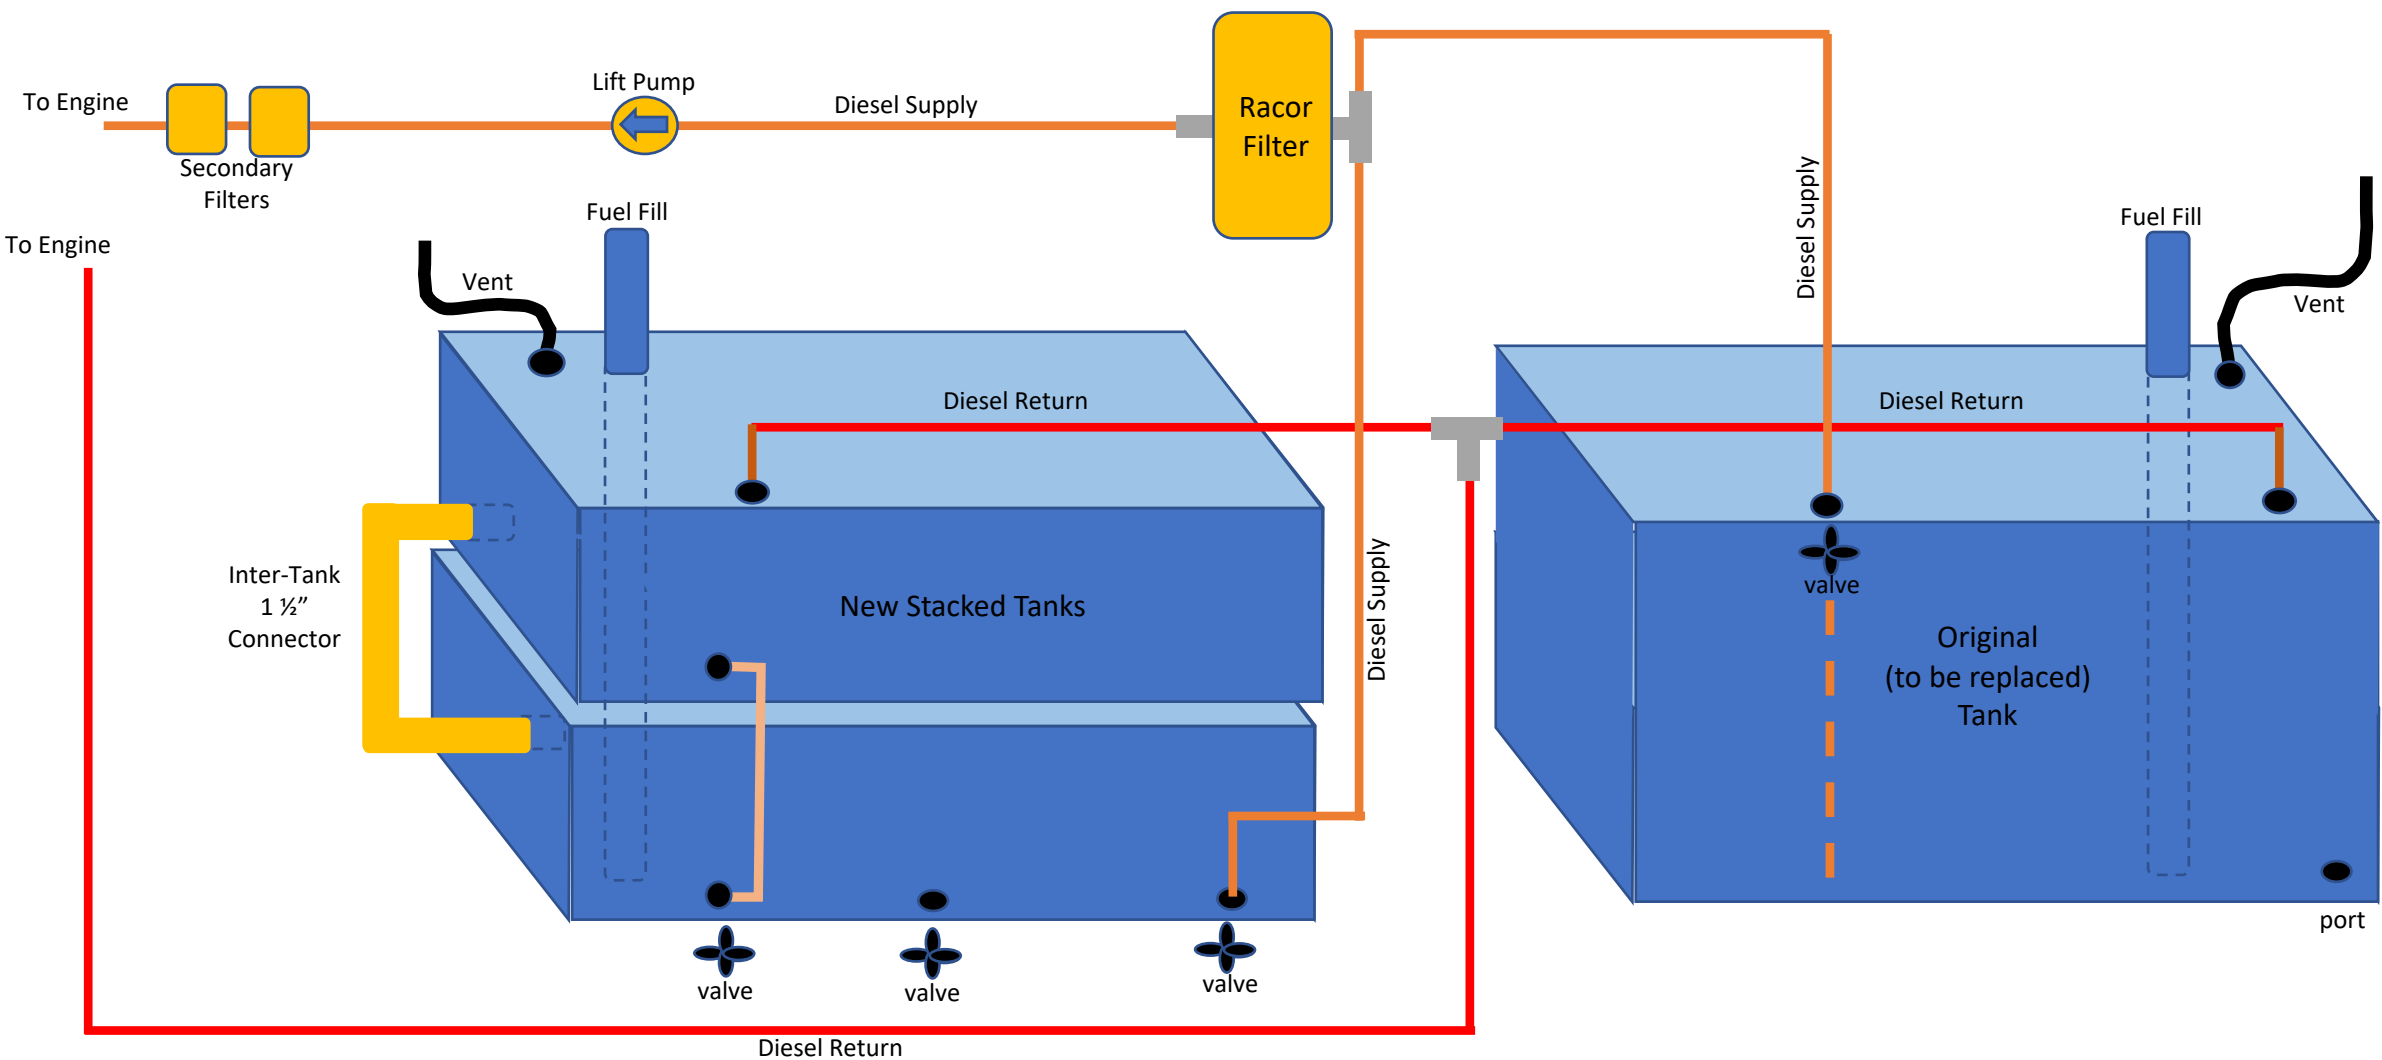 To Engine
Secondary
Filters
Lift Pump
Diesel Supply
Racor
Filter
Diesel Supply
Fuel Fill
Vent
To Engine
Fuel Fill
Vent
Diesel Return
Diesel Return
Inter-Tank
1 ½”
Connector
New Stacked Tanks
Diesel Supply
valve
Original
(to be replaced)
Tank
port
valve
valve
valve
Diesel Return